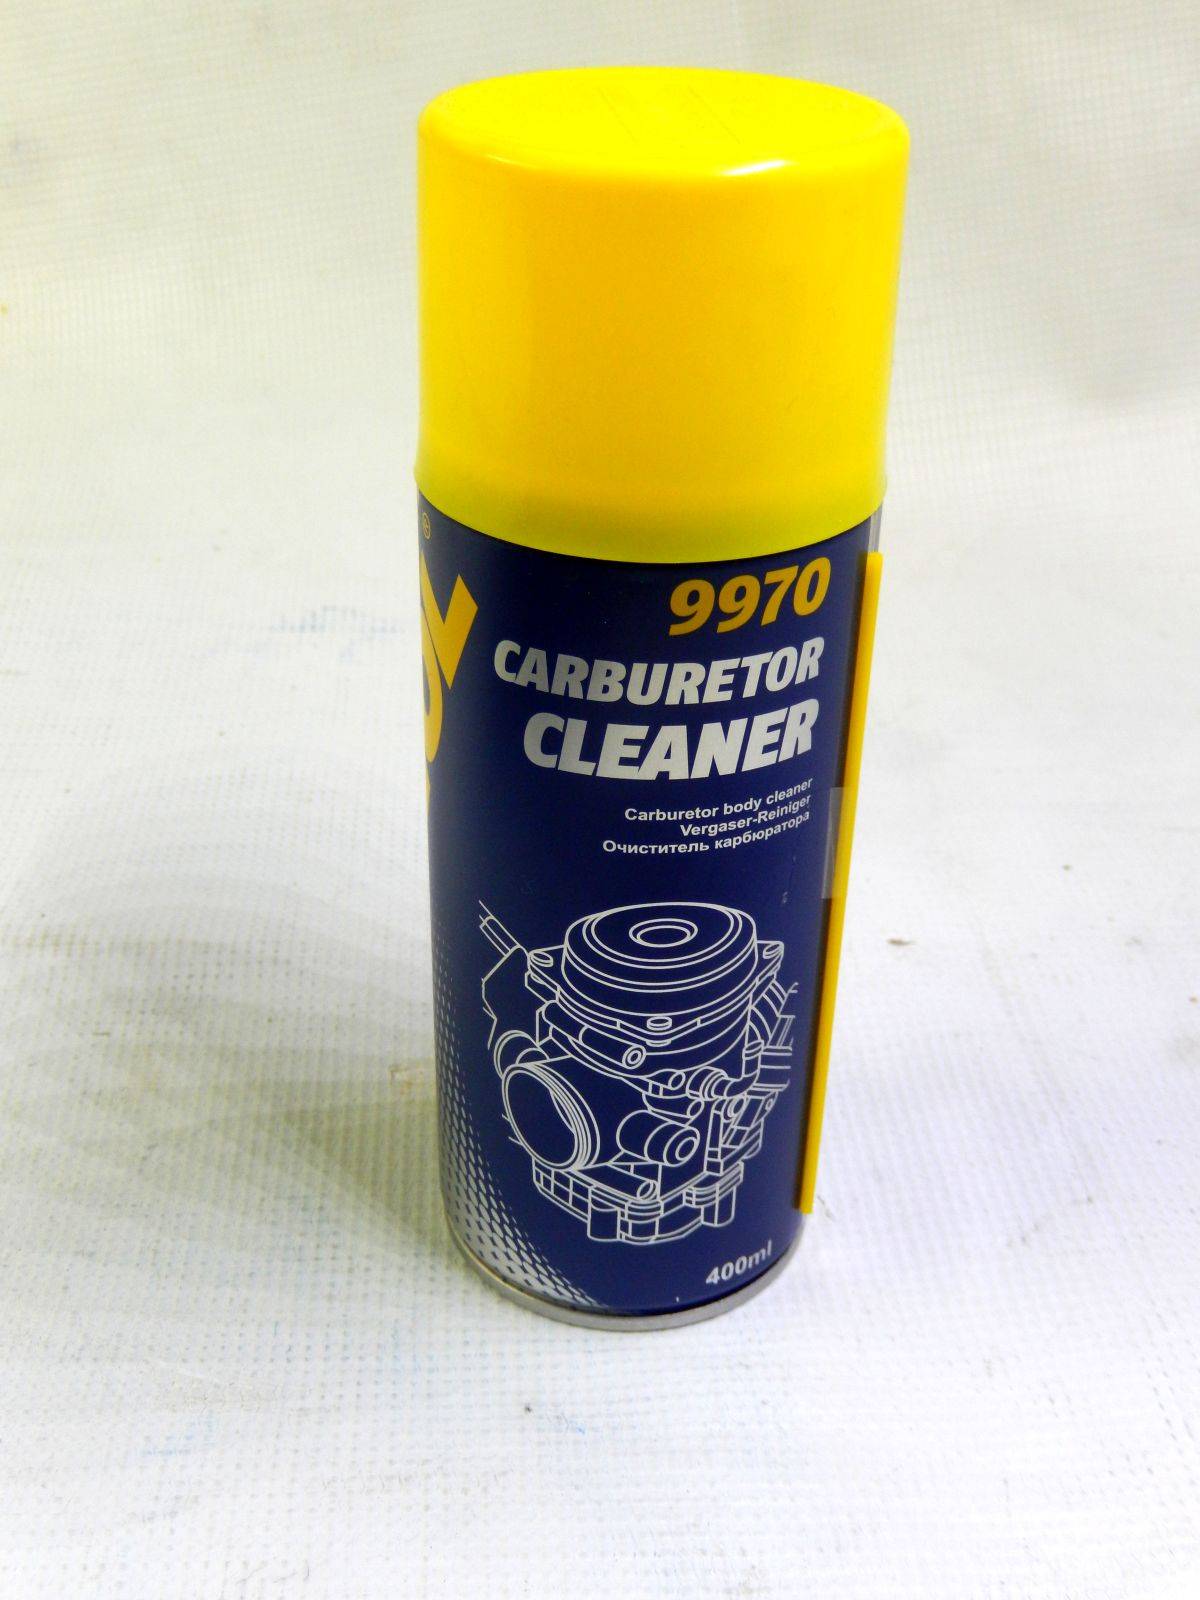 9970
CARBURETOR
CLEANER
Carburetor body cleaner
Vergaser-Reiniger
Очиститель карбюратора
400ml